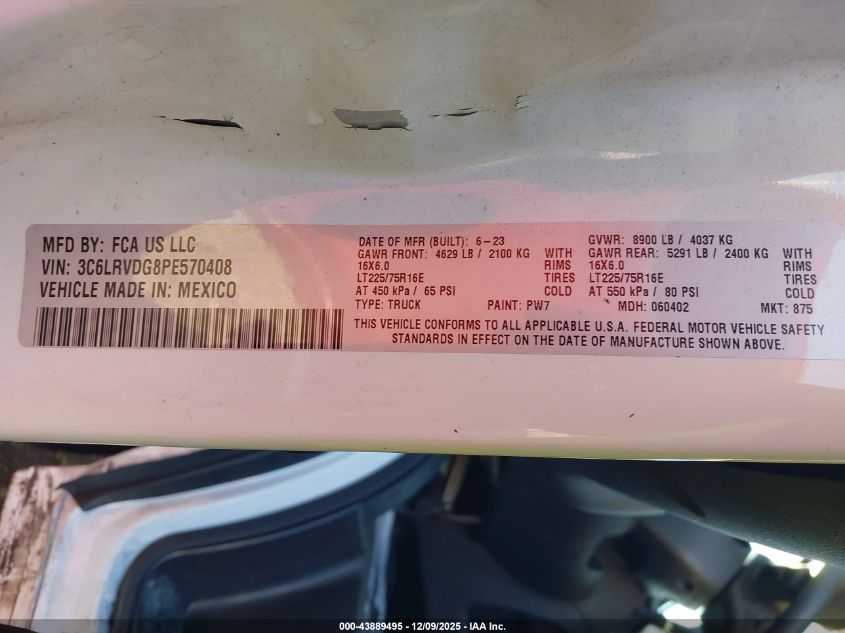 MFD BY: FCA US LLC
VIN: 3C6LRVDG8PE570408
VEHICLE MADE IN: MEXICO
DATE OF MFR (BUILT): 6-23 GVWR: 8900 LB / 4037 KG
GAWR FRONT: 4629 LB / 2100 KG WITH GAWR REAR: 5291 LB / 2400 KG WITH
16X6.0 RIMS 16X6.0 RIMS
LT225/75R16E TIRES LT225/75R16E TIRES
AT 450 kPa / 65 PSI COLD AT 550 kPa / 80 PSI COLD
TYPE: TRUCK PAINT: PW7 MDH: 060402 MKT: 875
THIS VEHICLE CONFORMS TO ALL APPLICABLE U.S.A. FEDERAL MOTOR VEHICLE SAFETY
STANDARDS IN EFFECT ON THE DATE OF MANUFACTURE SHOWN ABOVE.
000-43889495 - 12/09/2025 - IAA Inc.